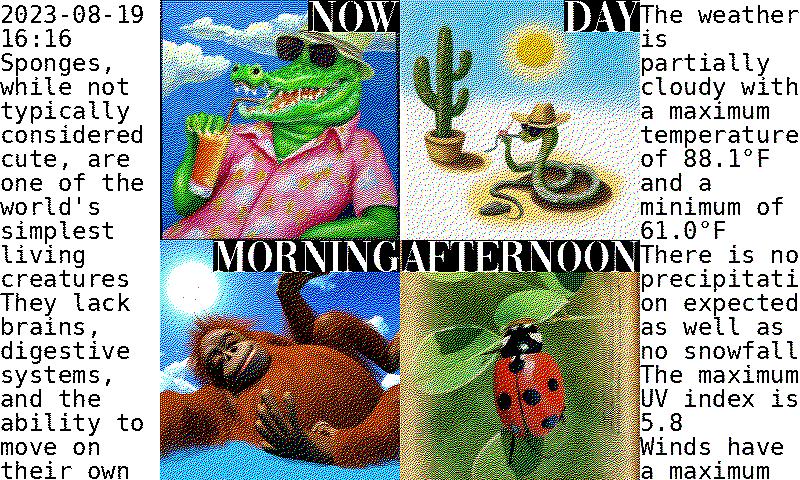 2023-08-19
16:16
Sponges,
while not
typically
considered
cute, are
one of the
world's
simplest
living
creatures
They lack
brains,
digestive
systems,
and the
ability to
move on
their own
NOW
DAY
MORNING
AFTERNOON
The weather
is
partially
cloudy with
a maximum
temperature
of 88.1°F
and a
minimum of
61.0°F
There is no
precipitati
on expected
as well as
no snowfall
The maximum
UV index is
5.8
Winds have
a maximum